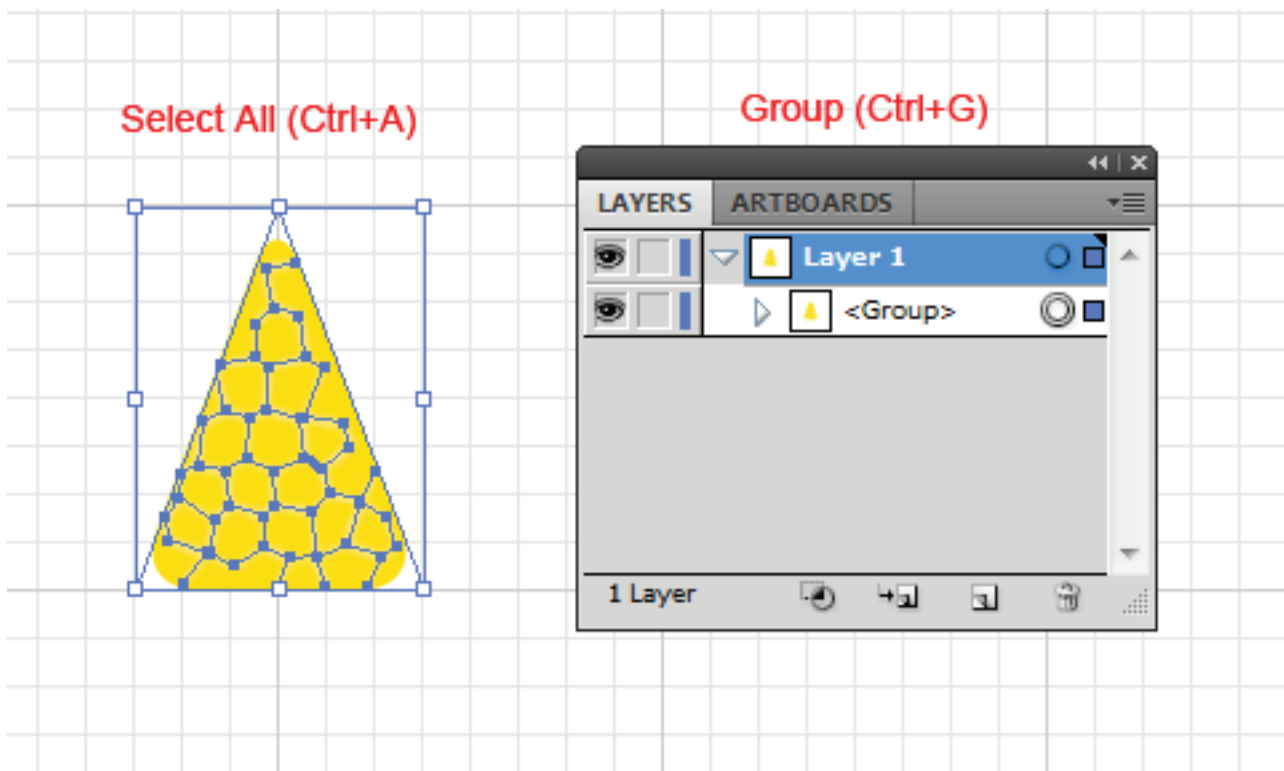 Select All (Ctrl+A)
Group (Ctrl+G)
LAYERS ARTBOARDS
Layer 1
<Group>
1 Layer